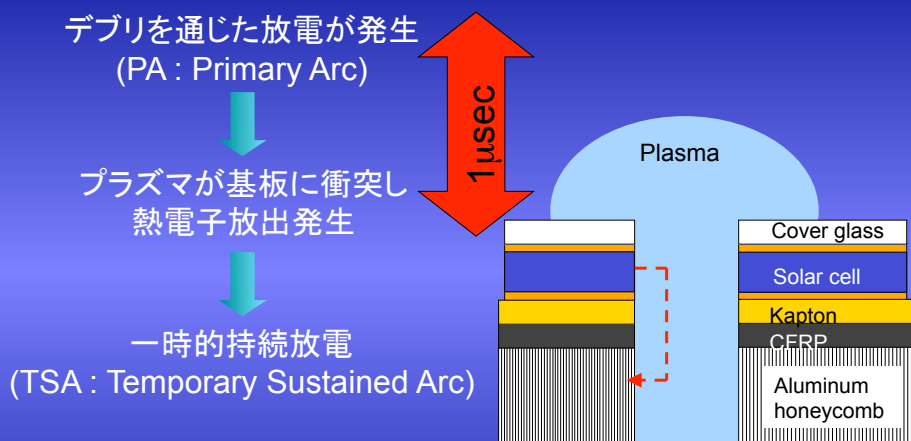 デブリを通じた放電が発生
(PA : Primary Arc)
プラズマが基板に衝突し
熱電子放出発生
一時的持続放電
(TSA : Temporary Sustained Arc)
1μsec
Plasma
Cover glass
Solar cell
Kapton
CFRP
Aluminum
honeycomb